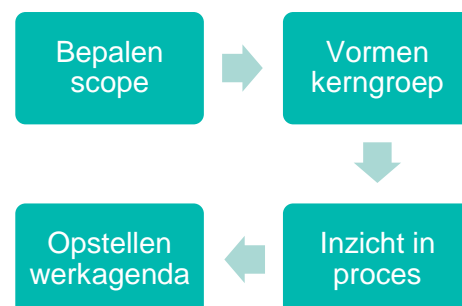 Bepalen
scope
Vormen
kerngroep
Inzicht in
proces
Opstellen
werkagenda